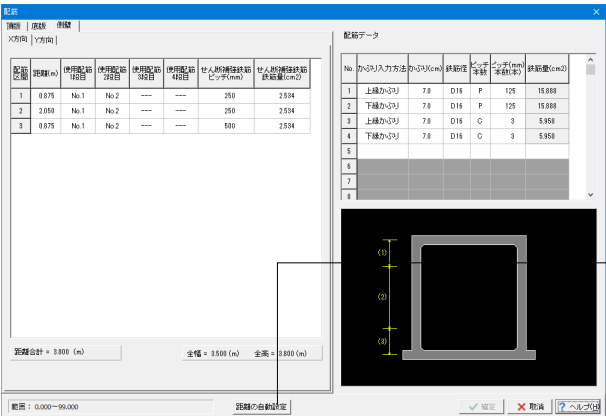 配筋
頂版 底版 側壁
X方向 Y方向
配筋区間 距離(m) 使用配筋1段目 使用配筋2段目 使用配筋3段目 使用配筋4段目 せん断補強鉄筋ピッチ(mm) せん断補強鉄筋鉄筋量(cm2)
1 0.875 No.1 No.2 --- --- 250 2.534
2 2.050 No.1 No.2 --- --- 250 2.534
3 0.875 No.1 No.2 --- --- 500 2.534
距離合計 = 3.800 (m)
全幅 = 3.500 (m) 全高 = 3.800 (m)
配筋データ
No. かぶり入力方法 かぶり(cm) 鉄筋径 ピッチ本数 ピッチ(mm)本数(本) 鉄筋量(cm2)
1 上縁かぶり 7.0 D16 P 125 15.888
2 下縁かぶり 7.0 D16 P 125 15.888
3 上縁かぶり 7.0 D16 C 3 5.958
4 下縁かぶり 7.0 D16 C 3 5.958
5
6
7
8
(1)
(2)
(3)
範囲: 0.000～99.000
距離の自動設定
確定 取消 ? ヘルプ(H)